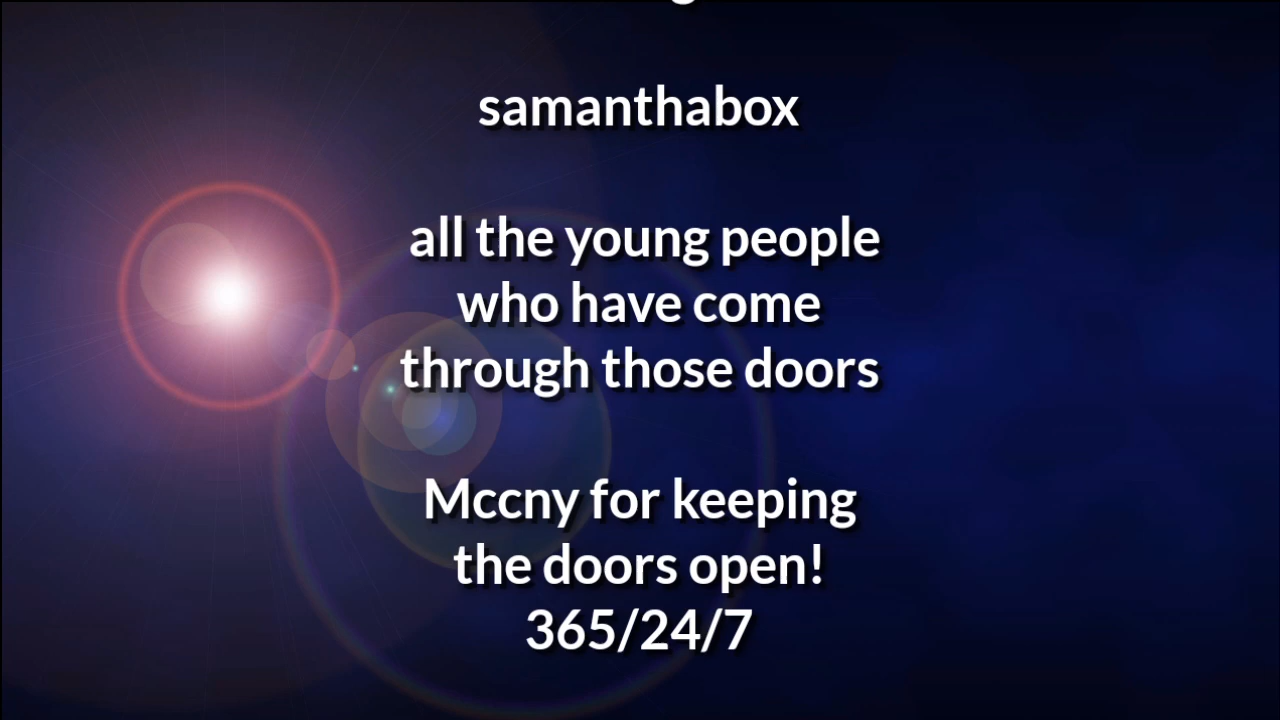 samanthabox
all the young people
who have come
through those doors
Mccny for keeping
the doors open!
365/24/7